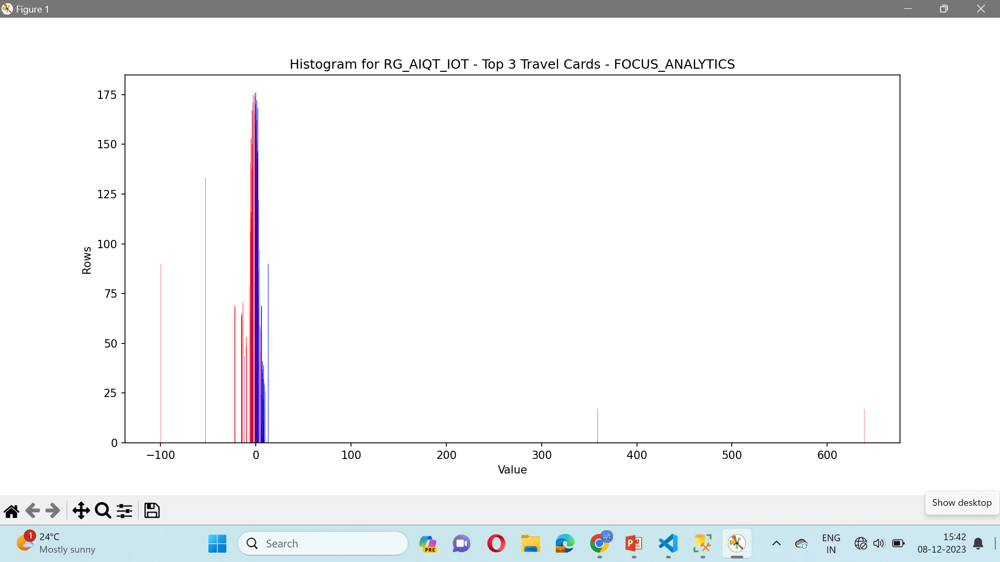 Figure 1
Histogram for RG_AIQT_IOT - Top 3 Travel Cards - FOCUS_ANALYTICS
175
150
125
100
75
50
25
0
Rows
−100 0 100 200 300 400 500 600
Value
Show desktop
1
24°C
Mostly sunny
Search
PRE
ENG
IN
15:42
08-12-2023